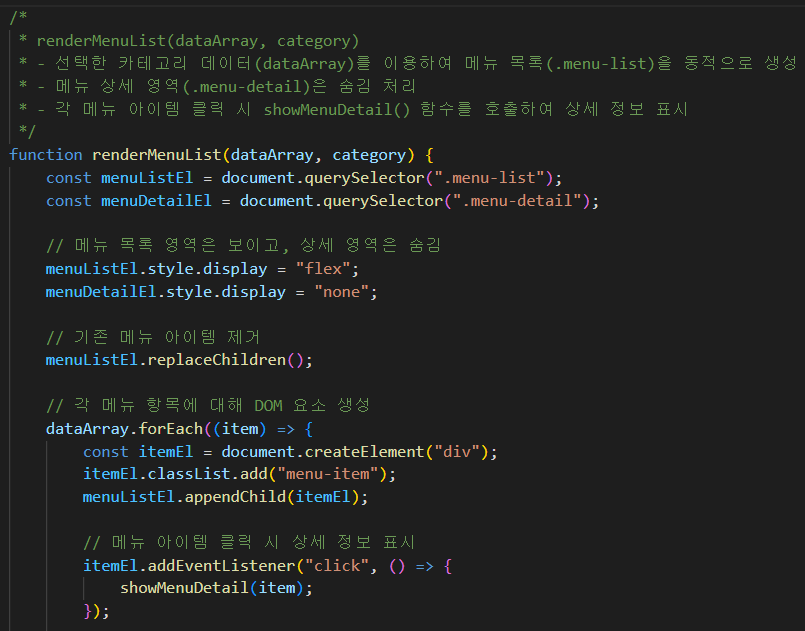 /*
 * renderMenuList(dataArray, category)
 * - 선택한 카테고리 데이터(dataArray)를 이용하여 메뉴 목록(.menu-list)을 동적으로 생성
 * - 메뉴 상세 영역(.menu-detail)은 숨김 처리
 * - 각 메뉴 아이템 클릭 시 showMenuDetail() 함수를 호출하여 상세 정보 표시
 */
function renderMenuList(dataArray, category) {
    const menuListEl = document.querySelector(".menu-list");
    const menuDetailEl = document.querySelector(".menu-detail");

    // 메뉴 목록 영역은 보이고, 상세 영역은 숨김
    menuListEl.style.display = "flex";
    menuDetailEl.style.display = "none";

    // 기존 메뉴 아이템 제거
    menuListEl.replaceChildren();

    // 각 메뉴 항목에 대해 DOM 요소 생성
    dataArray.forEach((item) => {
        const itemEl = document.createElement("div");
        itemEl.classList.add("menu-item");
        menuListEl.appendChild(itemEl);

        // 메뉴 아이템 클릭 시 상세 정보 표시
        itemEl.addEventListener("click", () => {
            showMenuDetail(item);
        });